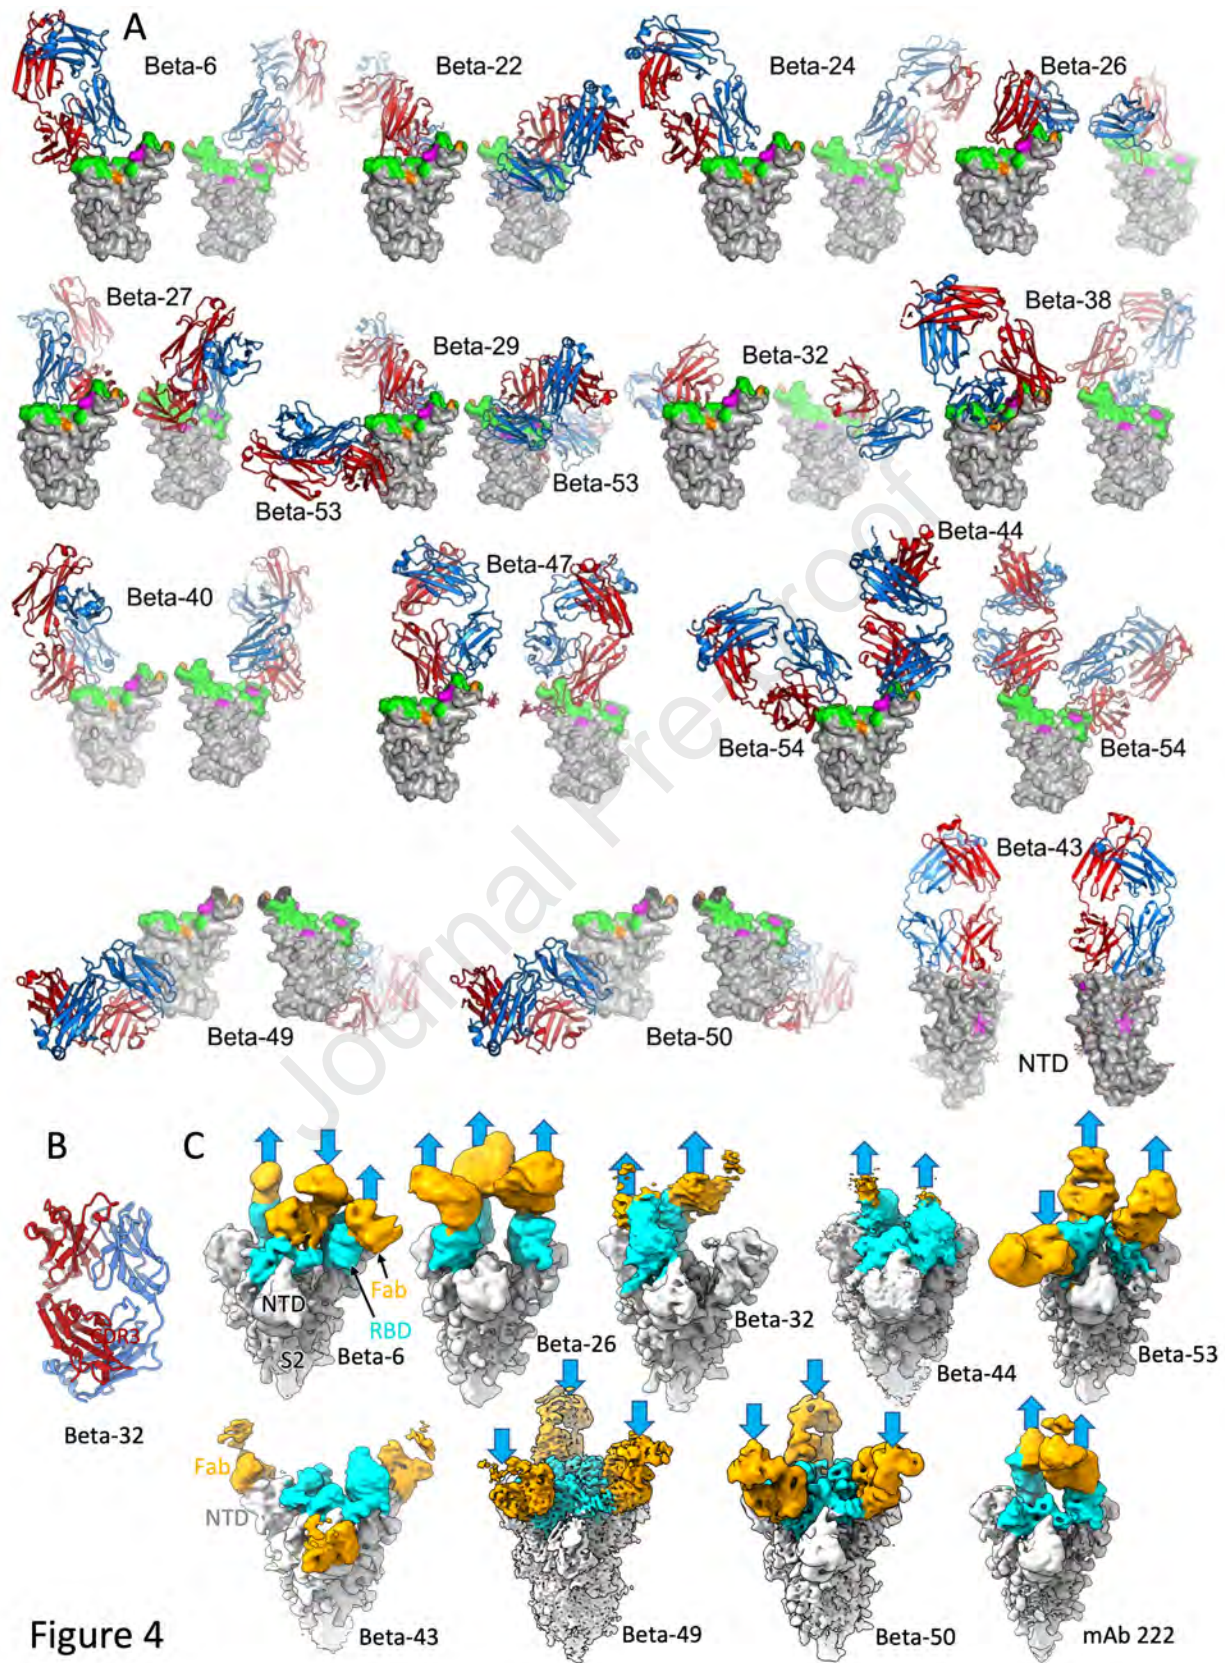 A
Beta-6
Beta-22
Beta-24
Beta-26
Beta-27
Beta-29
Beta-32
Beta-38
Beta-53
Beta-53
Beta-40
Beta-47
Beta-44
Beta-54
Beta-54
Beta-43
Beta-49
Beta-50
NTD
Journal Pre-proof
B
CDR3
Beta-32
C
NTD
Fab
RBD
S2
Beta-6
Beta-26
Beta-32
Beta-44
Beta-53
Fab
NTD
Beta-43
Beta-49
Beta-50
mAb 222
Figure 4